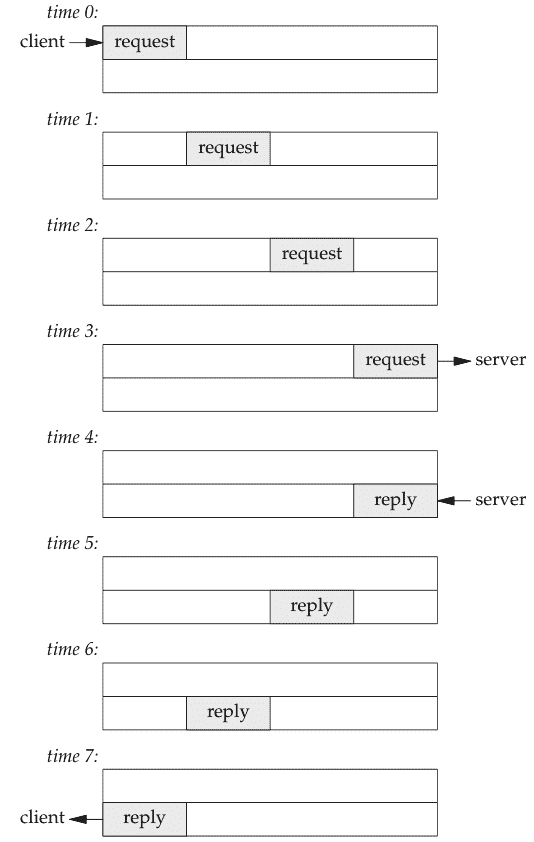 time 0:
client request
time 1:
request
time 2:
request
time 3:
request server
time 4:
reply server
time 5:
reply
time 6:
reply
time 7:
client reply